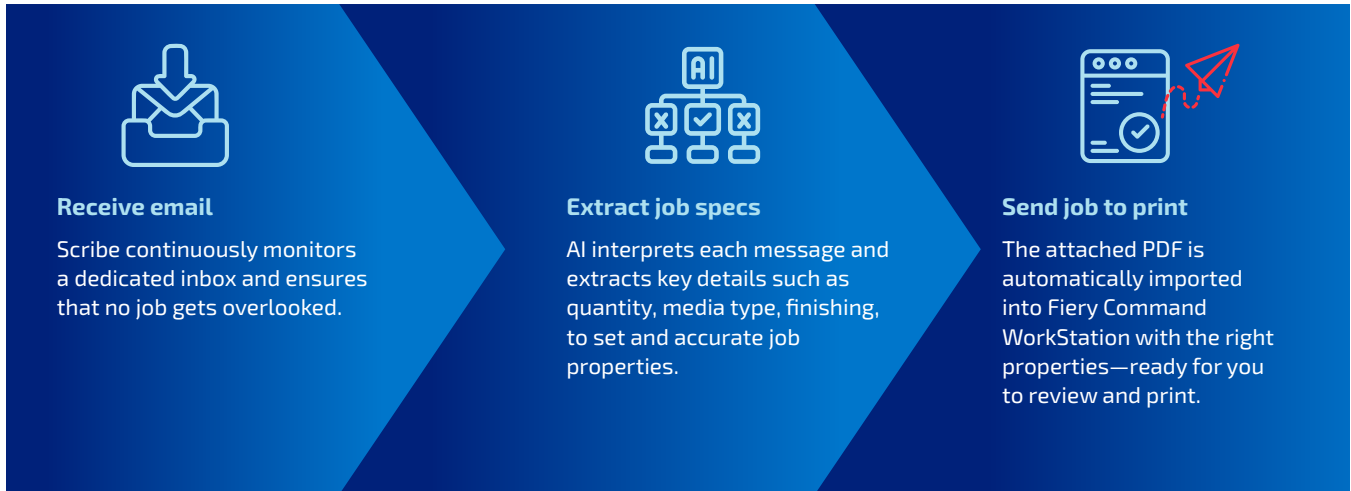 Receive email
Scribe continuously monitors
a dedicated inbox and ensures
that no job gets overlooked.
AI
Extract job specs
AI interprets each message and
extracts key details such as
quantity, media type, finishing,
to set and accurate job
properties.
Send job to print
The attached PDF is
automatically imported
into Fiery Command
WorkStation with the right
properties—ready for you
to review and print.